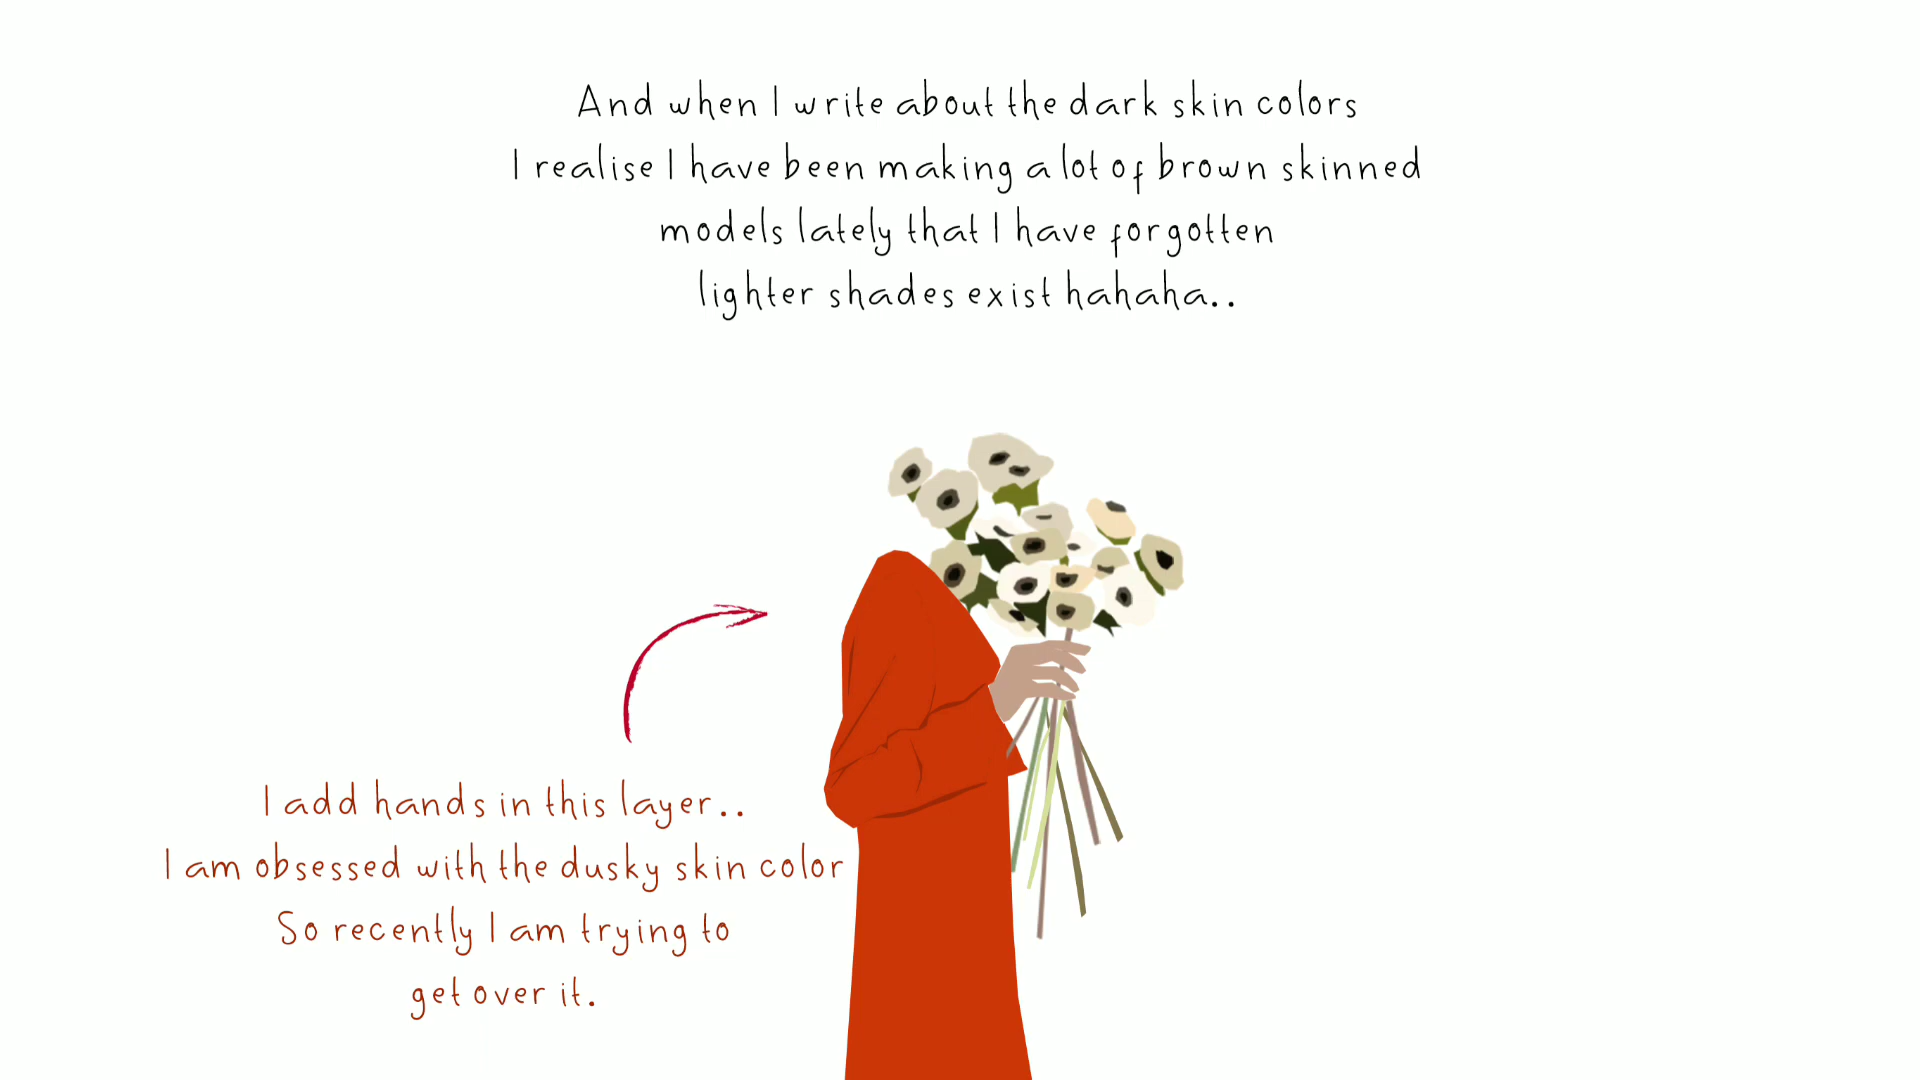 And when I write about the dark skin colors
I realise I have been making a lot of brown skinned
models lately that I have forgotten
lighter shades exist hahaha..
I add hands in this layer..
I am obsessed with the dusky skin color
So recently I am trying to
get over it.